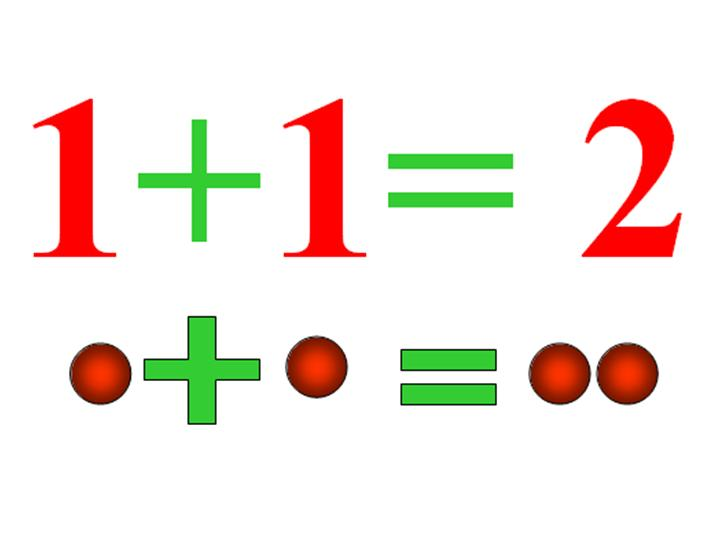 1+1= 2
+ =